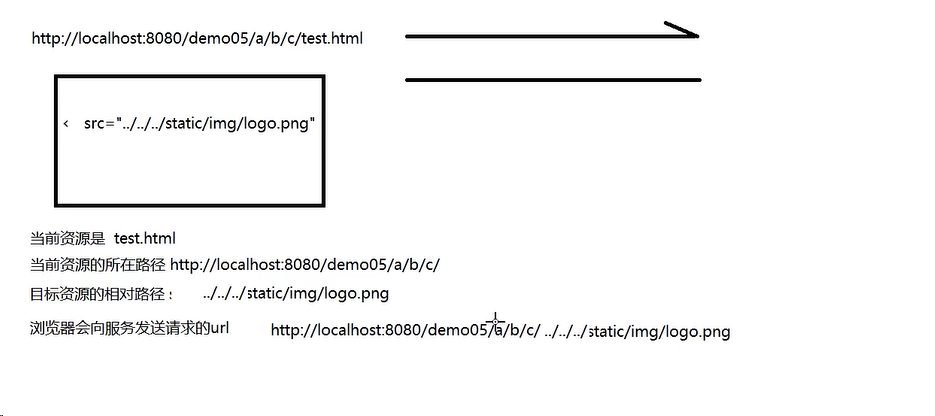 http://localhost:8080/demo05/a/b/c/test.html
< src="../../../static/img/logo.png"
当前资源是 test.html
当前资源的所在路径 http://localhost:8080/demo05/a/b/c/
目标资源的相对路径： ../../../static/img/logo.png
浏览器会向服务发送请求的url http://localhost:8080/demo05/a/b/c/ ../../../static/img/logo.png